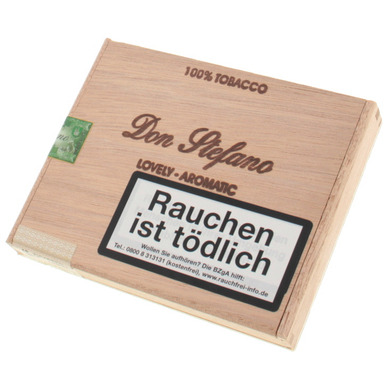 100% TOBACCO
Don Stefano
LOVELY - AROMATIC
Rauchen
ist tödlich
Wollen Sie aufhören? Die BZgA hilft:
Tel.: 0800 8 313131 (kostenfrei), www.rauchfrei-info.de